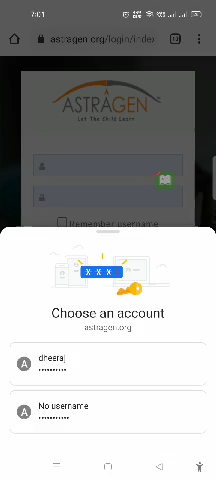 7:01
astragen.org/login/index
ASTRAGEN
Let The Child Learn
Remember username
X X X
Choose an account
astragen.org
A
dheeraj
••••••••••
A
No username
•••••••••••